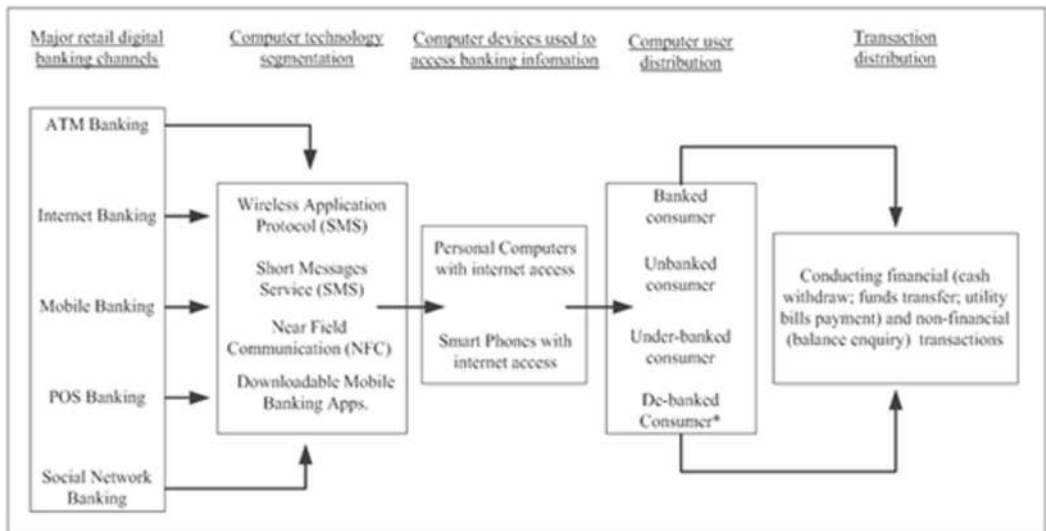 Major retail digital
banking channels
Computer technology
segmentation
Computer devices used to
access banking infomation
Computer user
distribution
Transaction
distribution
ATM Banking
Internet Banking
Mobile Banking
POS Banking
Social Network
Banking
Wireless Application
Protocol (SMS)
Short Messages
Service (SMS)
Near Field
Communication (NFC)
Downloadable Mobile
Banking Apps.
Personal Computers
with internet access
Smart Phones with
internet access
Banked
consumer
Unbanked
consumer
Under-banked
consumer
De-banked
Consumer*
Conducting financial (cash
withdraw; funds transfer; utility
bills payment) and non-financial
(balance enquiry) transactions